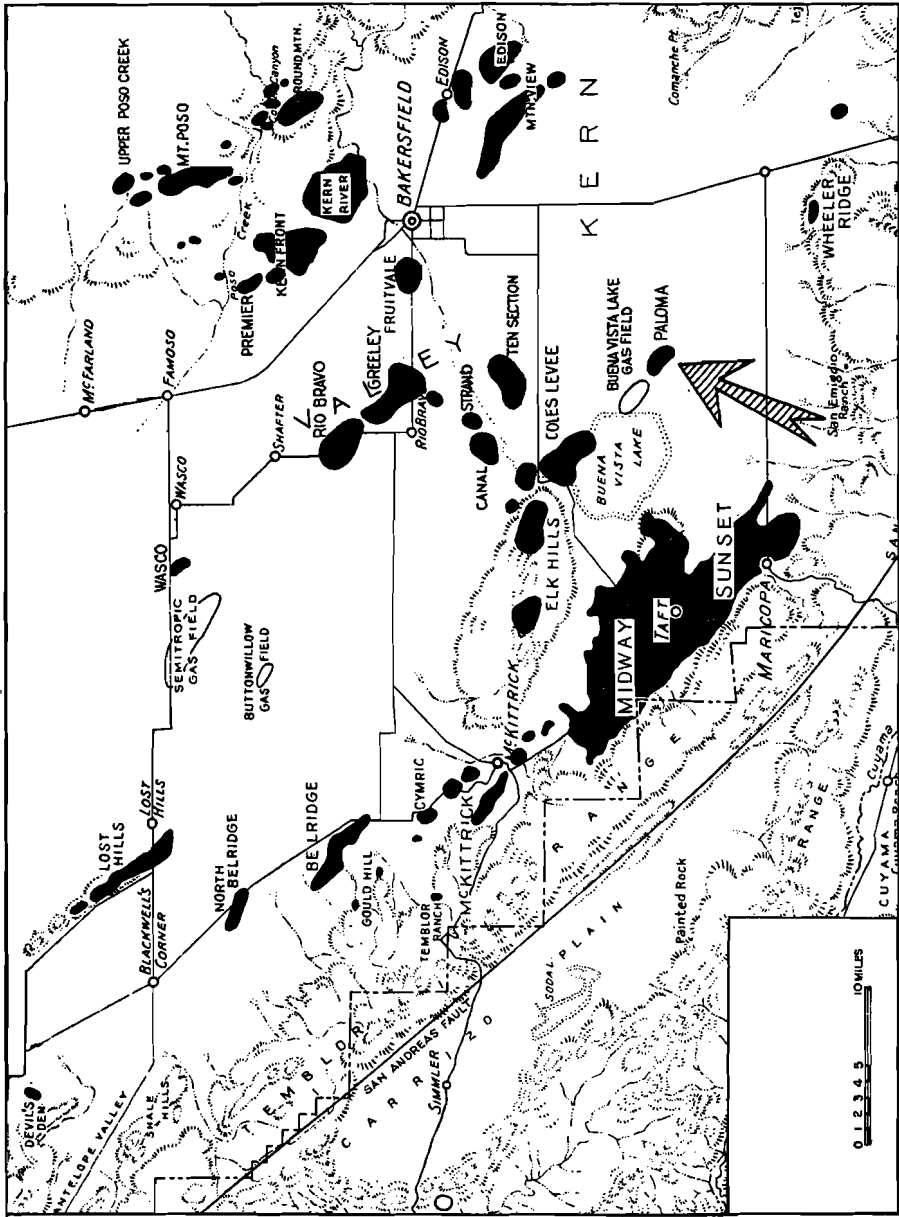 DEVIL'S DEN
ANTELOPE VALLEY
SHALE HILLS
BLACKWELL'S CORNER
LOST HILLS
LOST HILLS
SEMITROPIC GAS FIELD
WASCO
WASCO
FAMOSO
McFARLAND
UPPER POSO CREEK
MT. POSO
NORTH BELRIDGE
BUTTONWILLOW GAS FIELD
SHAFTER
RIO BRAVO
PREMIER
POSO
Creek
KERN FRONT
ROUND MTN.
Canyon
KERN RIVER
TEMBLOR
BELRIDGE
GOULD HILL
GREELEY
FRUITVALE
BAKERSFIELD
CYMRIC
RIO BRAVO
V
A
E
Y
SAN ANDREAS FAULT
TEMBLOR RANCH
McKITTRICK
McKITTRICK
STRAND
CANAL
TEN SECTION
EDISON
EDISON
MTN. VIEW
SIMMLER
CARRIZO
PLAIN
SODA L
RANGE
ELK HILLS
COLES LEVEE
KERN
MIDWAY
BUENA VISTA LAKE
BUENA VISTA LAKE GAS FIELD
PALOMA
TAFT
SUNSET
Comanche Pt.
Tej
Painted Rock
MARICOPA
San Emigdio Ranch
WHEELER RIDGE
RANGE
SAN
CUYAMA
Cuyama
0 1 2 3 4 5 10 MILES